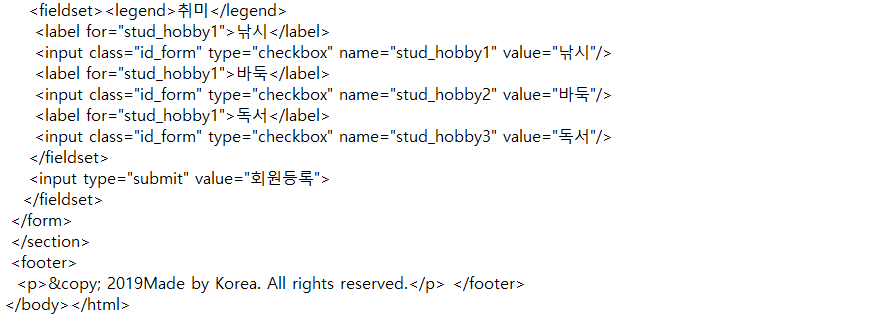 <fieldset><legend>취미</legend>
<label for="stud_hobby1">낚시</label>
<input class="id_form" type="checkbox" name="stud_hobby1" value="낚시"/>
<label for="stud_hobby1">바둑</label>
<input class="id_form" type="checkbox" name="stud_hobby2" value="바둑"/>
<label for="stud_hobby1">독서</label>
<input class="id_form" type="checkbox" name="stud_hobby3" value="독서"/>
</fieldset>
<input type="submit" value="회원등록">
</fieldset>
</form>
</section>
<footer>
<p>&copy; 2019Made by Korea. All rights reserved.</p> </footer>
</body></html>